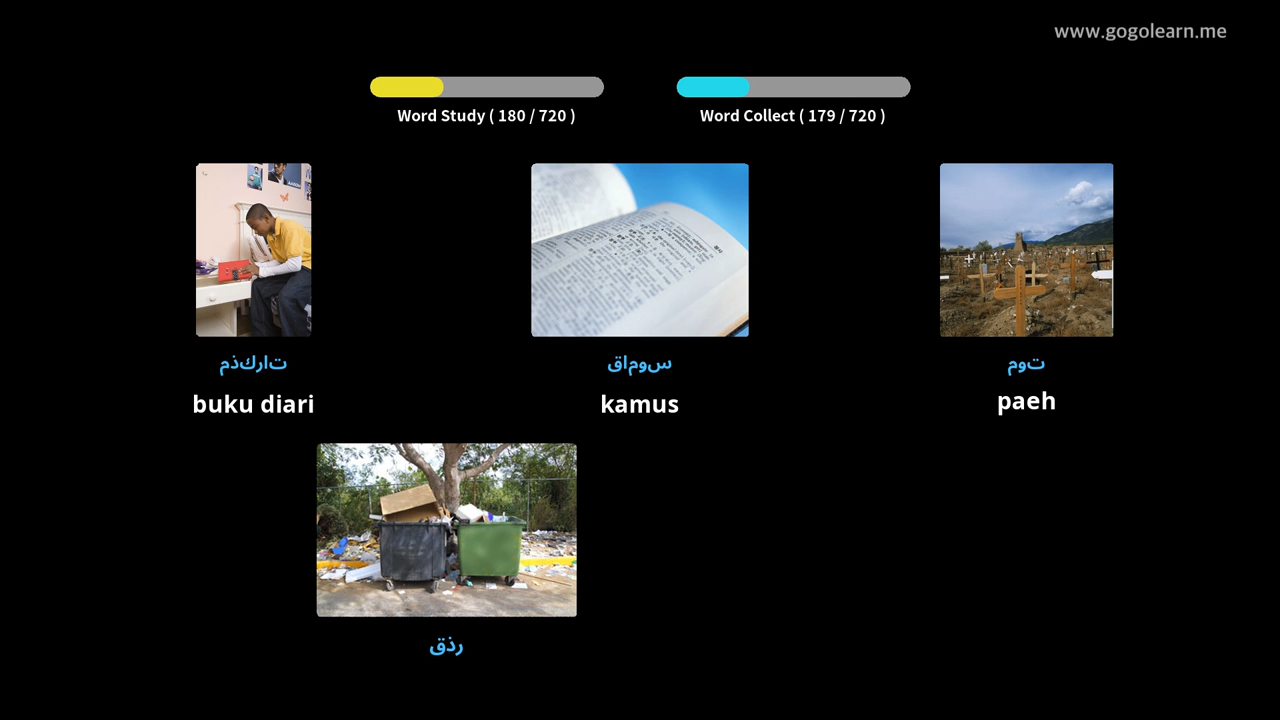 www.gogolearn.me
Word Study ( 180 / 720 )
Word Collect ( 179 / 720 )
تاركذم
buku diari
سوماق
kamus
توم
paeh
رذق